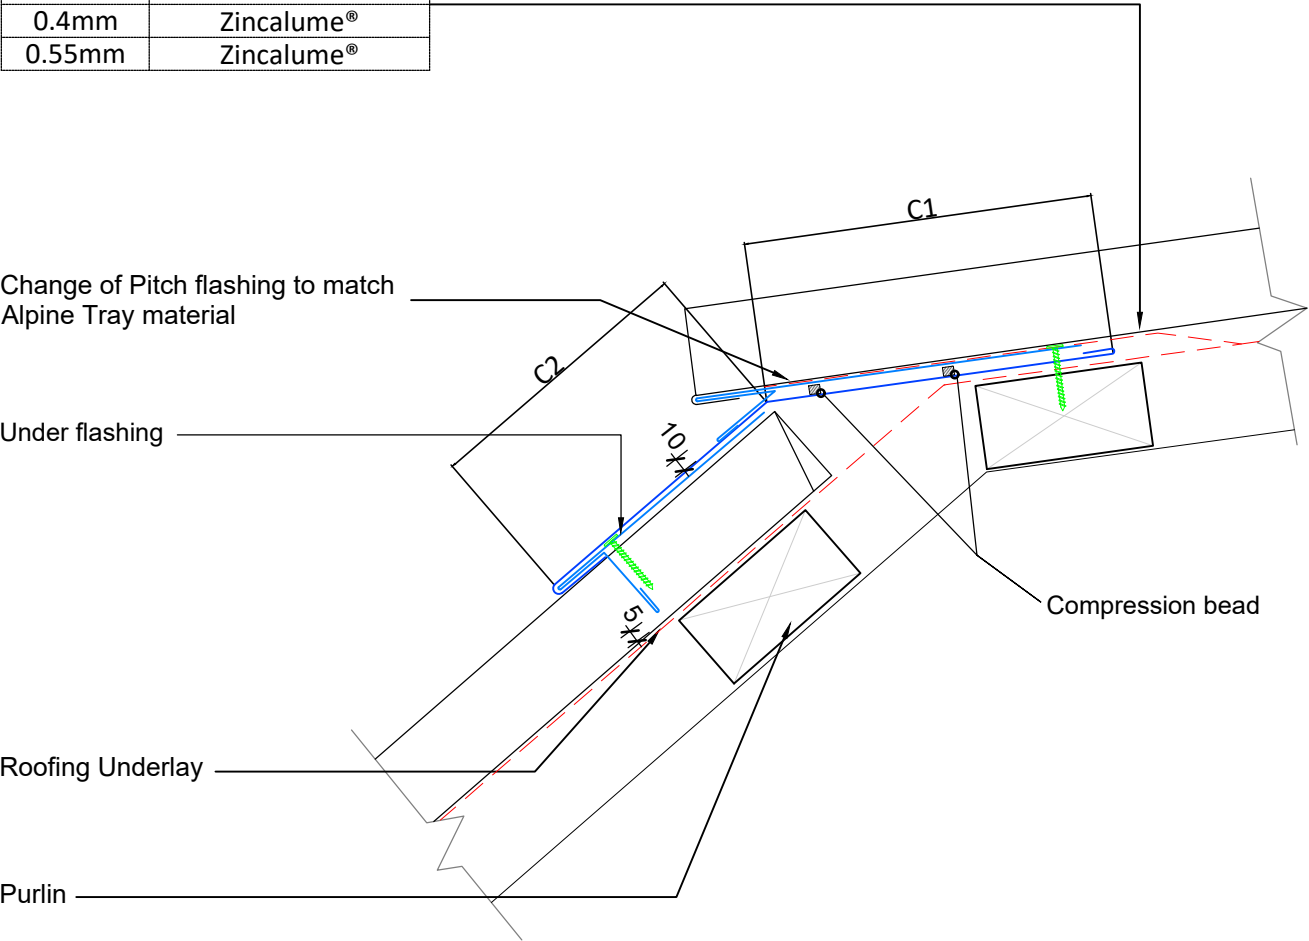 0.4mm Zincalume®
0.55mm Zincalume®
C1
Change of Pitch flashing to match
Alpine Tray material
C2
Under flashing
10
Compression bead
5
Roofing Underlay
Purlin